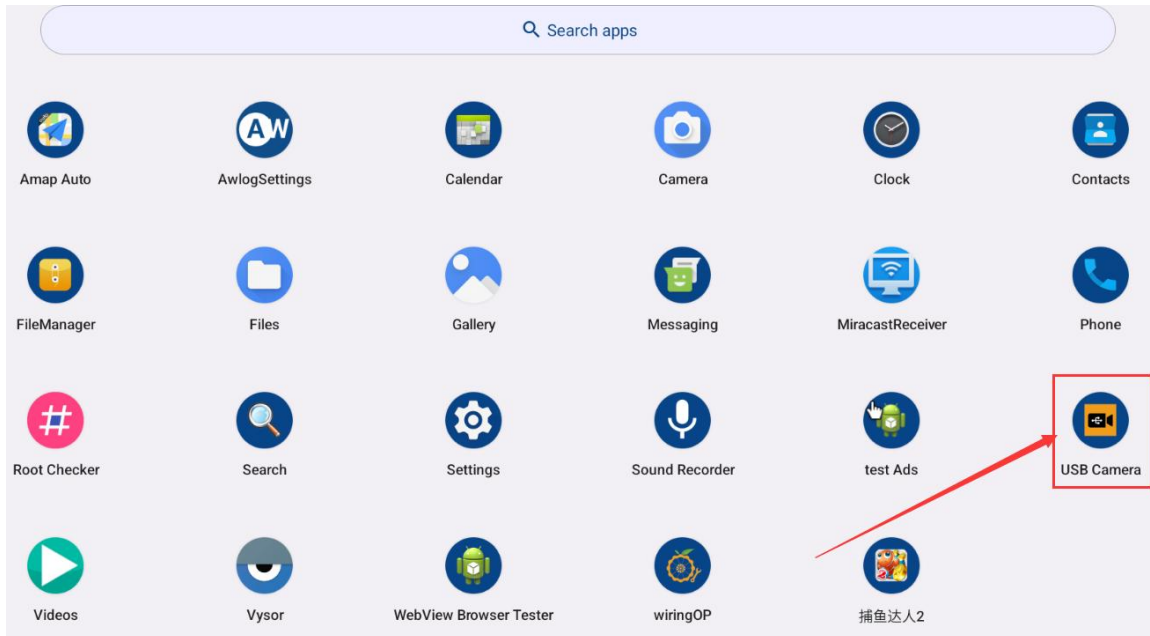 Search apps
AW
Amap Auto
AwlogSettings
Calendar
Camera
Clock
Contacts
FileManager
Files
Gallery
Messaging
MiracastReceiver
Phone
#
Root Checker
Search
Settings
Sound Recorder
test Ads
USB Camera
Videos
Vysor
WebView Browser Tester
wiringOP
捕鱼达人2